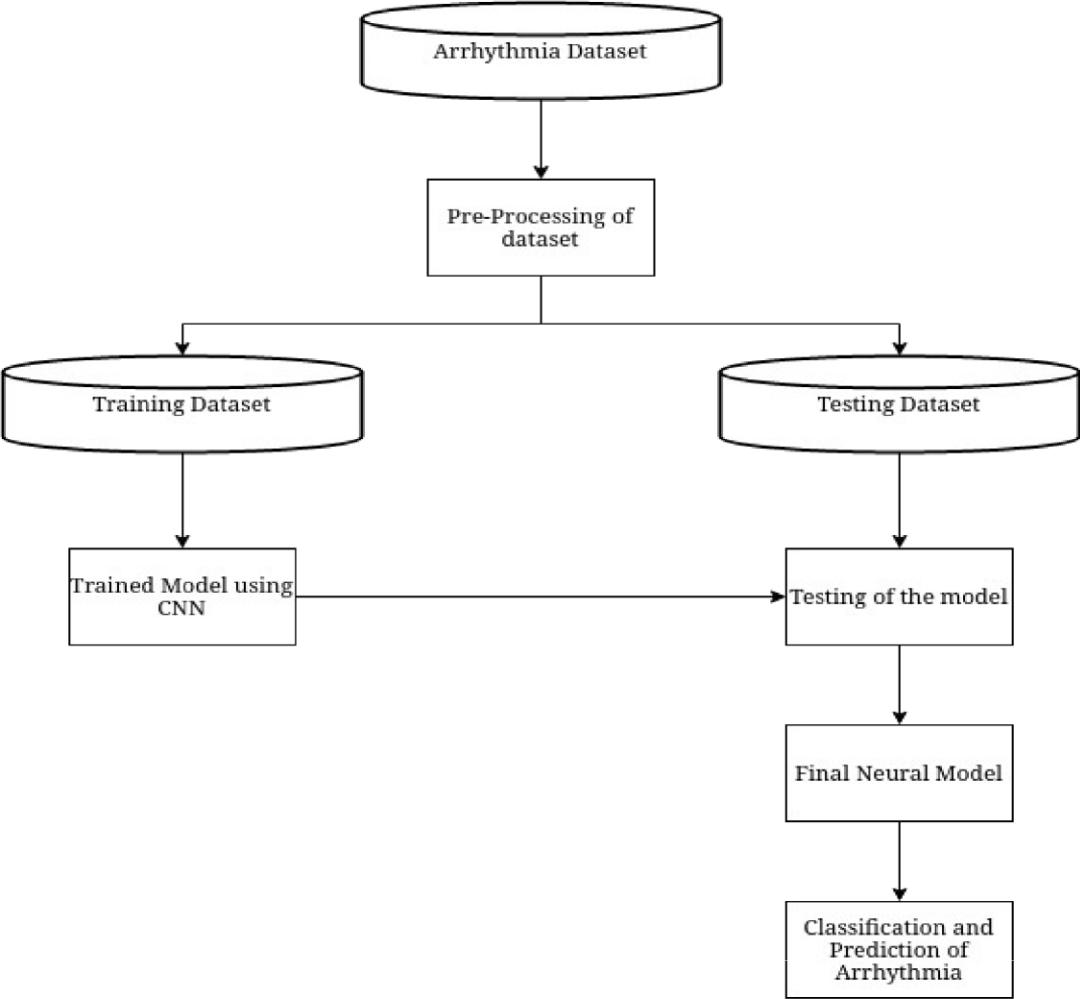 Arrhythmia Dataset
Pre-Processing of
dataset
Training Dataset
Testing Dataset
Trained Model using
CNN
Testing of the model
Final Neural Model
Classification and
Prediction of
Arrhythmia